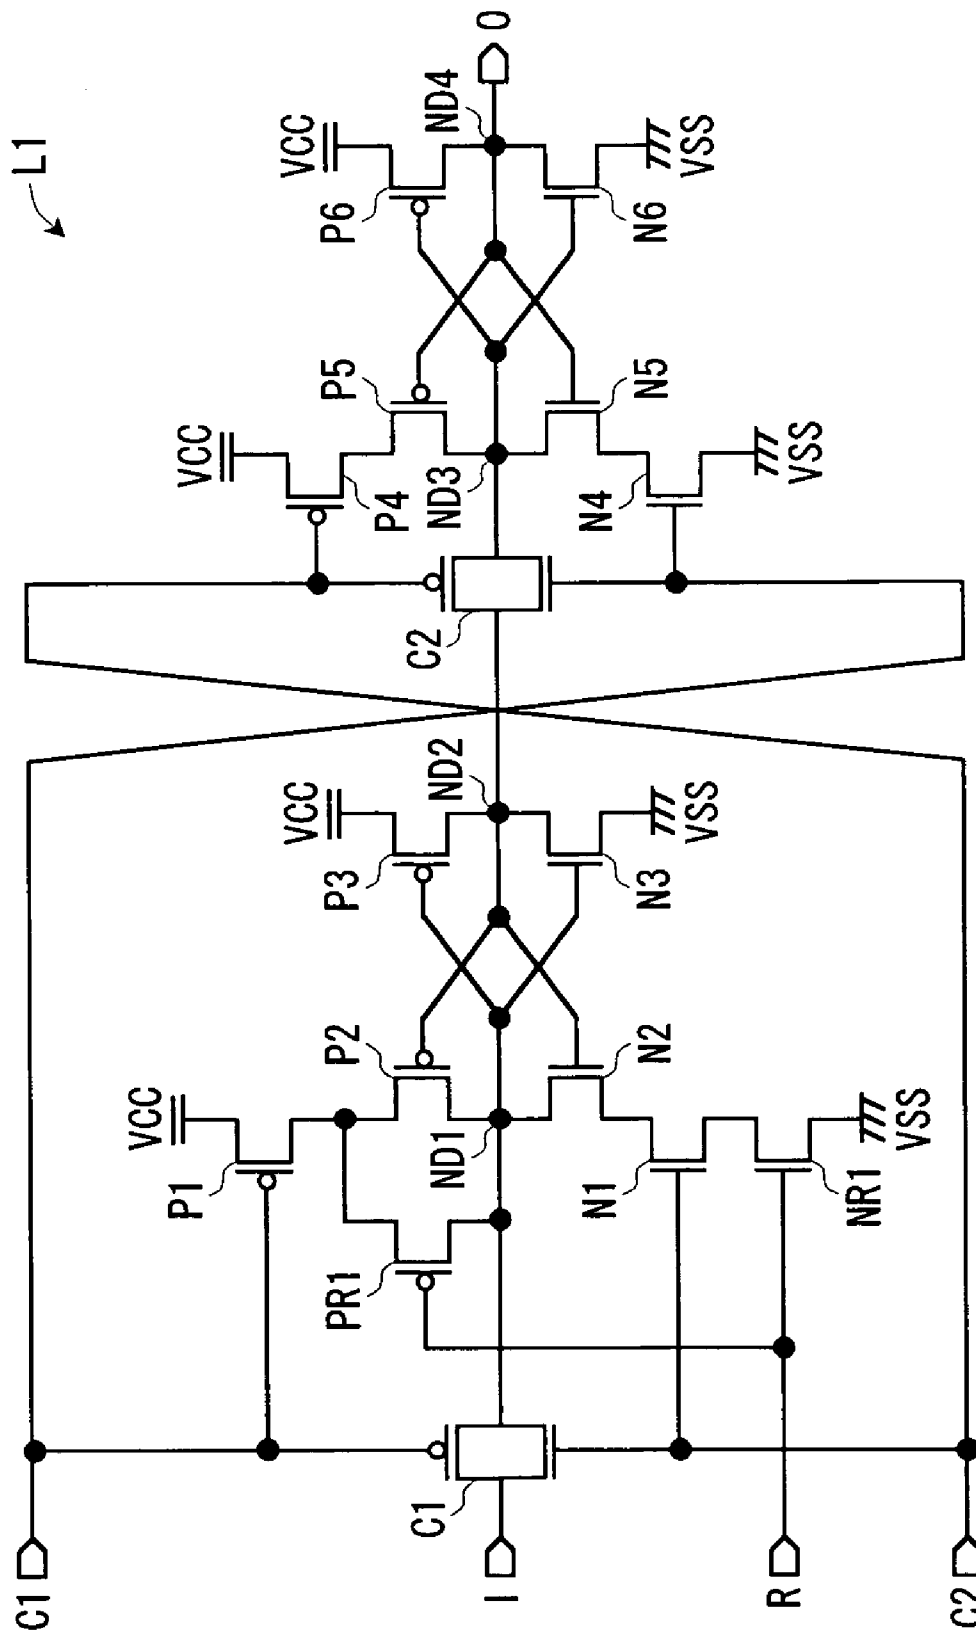 L1
C1
I
R
C2
C1
VCC
P1
PR1
P2
ND1
N2
N1
NR1
VSS
VCC
P3
ND2
N3
VSS
C2
VCC
P4
P5
ND3
N5
N4
VSS
VCC
P6
ND4
N6
VSS
O